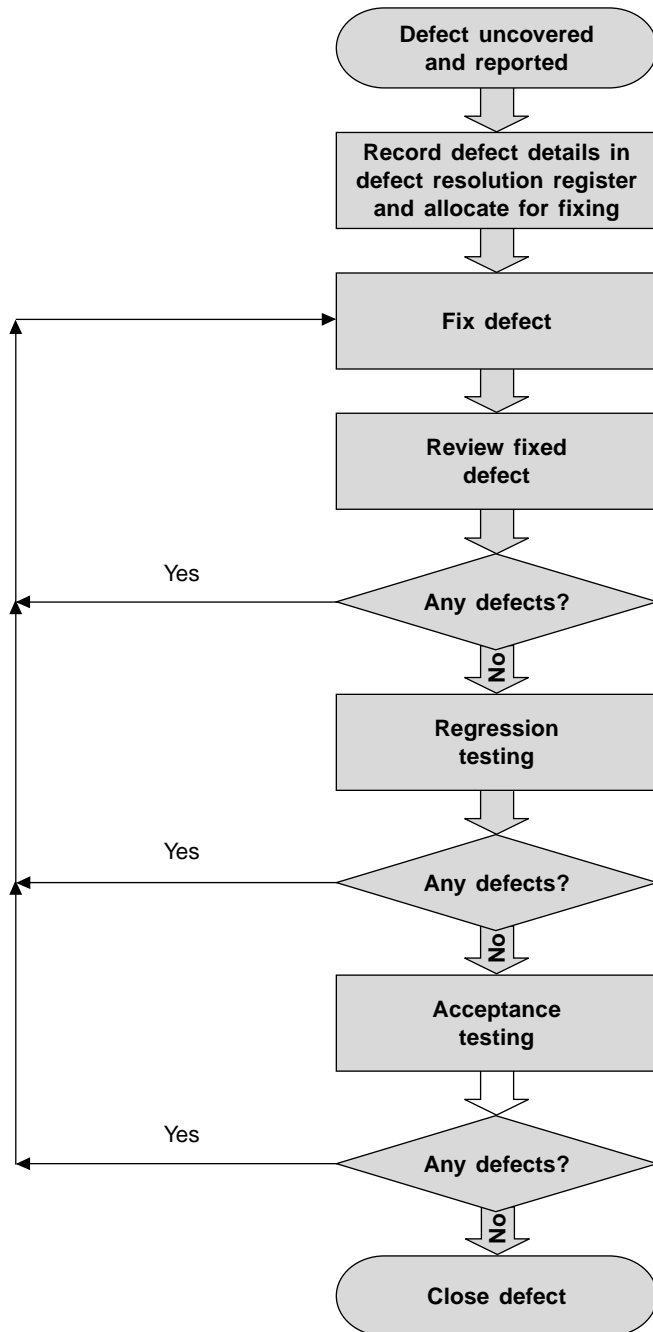 Defect uncovered
and reported
Record defect details in
defect resolution register
and allocate for fixing
Fix defect
Review fixed
defect
Yes
Any defects?
No
Regression
testing
Yes
Any defects?
No
Acceptance
testing
Yes
Any defects?
No
Close defect